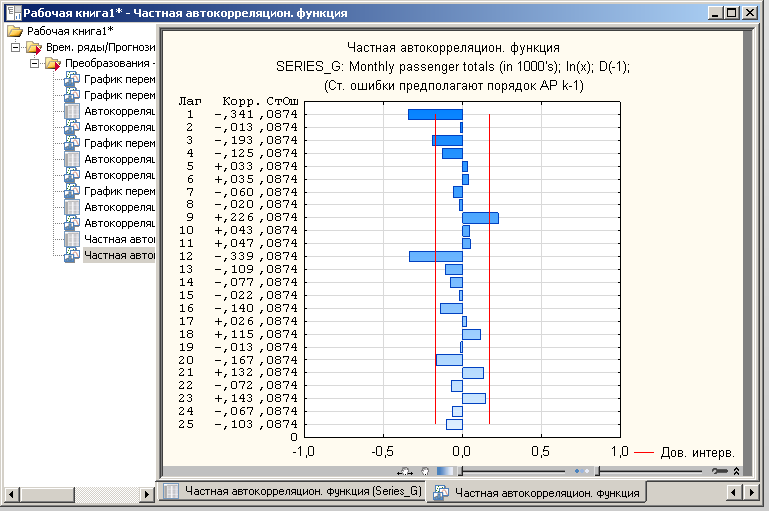 Рабочая книга1* - Частная автокорреляцион. функция
Рабочая книга1*
Врем. ряды/Прогнози
Преобразования -
График перем
График перем
Автокорреляц
Автокорреляц
График перем
Автокорреляц
Автокорреляц
График перем
Автокорреляц
Автокорреляц
Частная авто
Частная авто
Частная автокорреляцион. функция
SERIES_G: Monthly passenger totals (in 1000's); ln(x); D(-1);
(Ст. ошибки предполагают порядок АР k-1)
Лаг Корр. СтОш
1 -,341 ,0874
2 -,013 ,0874
3 -,193 ,0874
4 -,125 ,0874
5 +,033 ,0874
6 +,035 ,0874
7 -,060 ,0874
8 -,020 ,0874
9 +,226 ,0874
10 +,043 ,0874
11 +,047 ,0874
12 -,339 ,0874
13 -,109 ,0874
14 -,077 ,0874
15 -,022 ,0874
16 -,140 ,0874
17 +,026 ,0874
18 +,115 ,0874
19 -,013 ,0874
20 -,167 ,0874
21 +,132 ,0874
22 -,072 ,0874
23 +,143 ,0874
24 -,067 ,0874
25 -,103 ,0874
0
-1,0 -0,5 0,0 0,5 1,0
Дов. интерв.
Частная автокорреляцион. функция (Series_G)
Частная автокорреляцион. функция